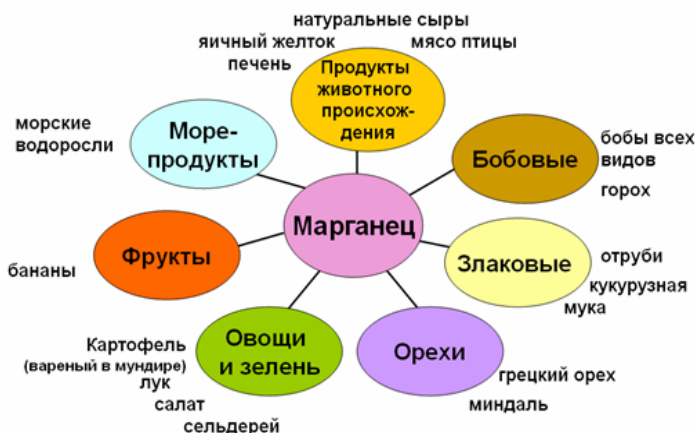 натуральные сыры
яичный желток
мясо птицы
печень
Продукты
животного
происхож-
дения
морские
водоросли
Море-
продукты
Бобовые
бобы всех
видов
горох
Марганец
Фрукты
бананы
Злаковые
отруби
кукурузная
мука
Картофель
(вареный в мундире)
лук
салат
сельдерей
Овощи
и зелень
Орехи
грецкий орех
миндаль